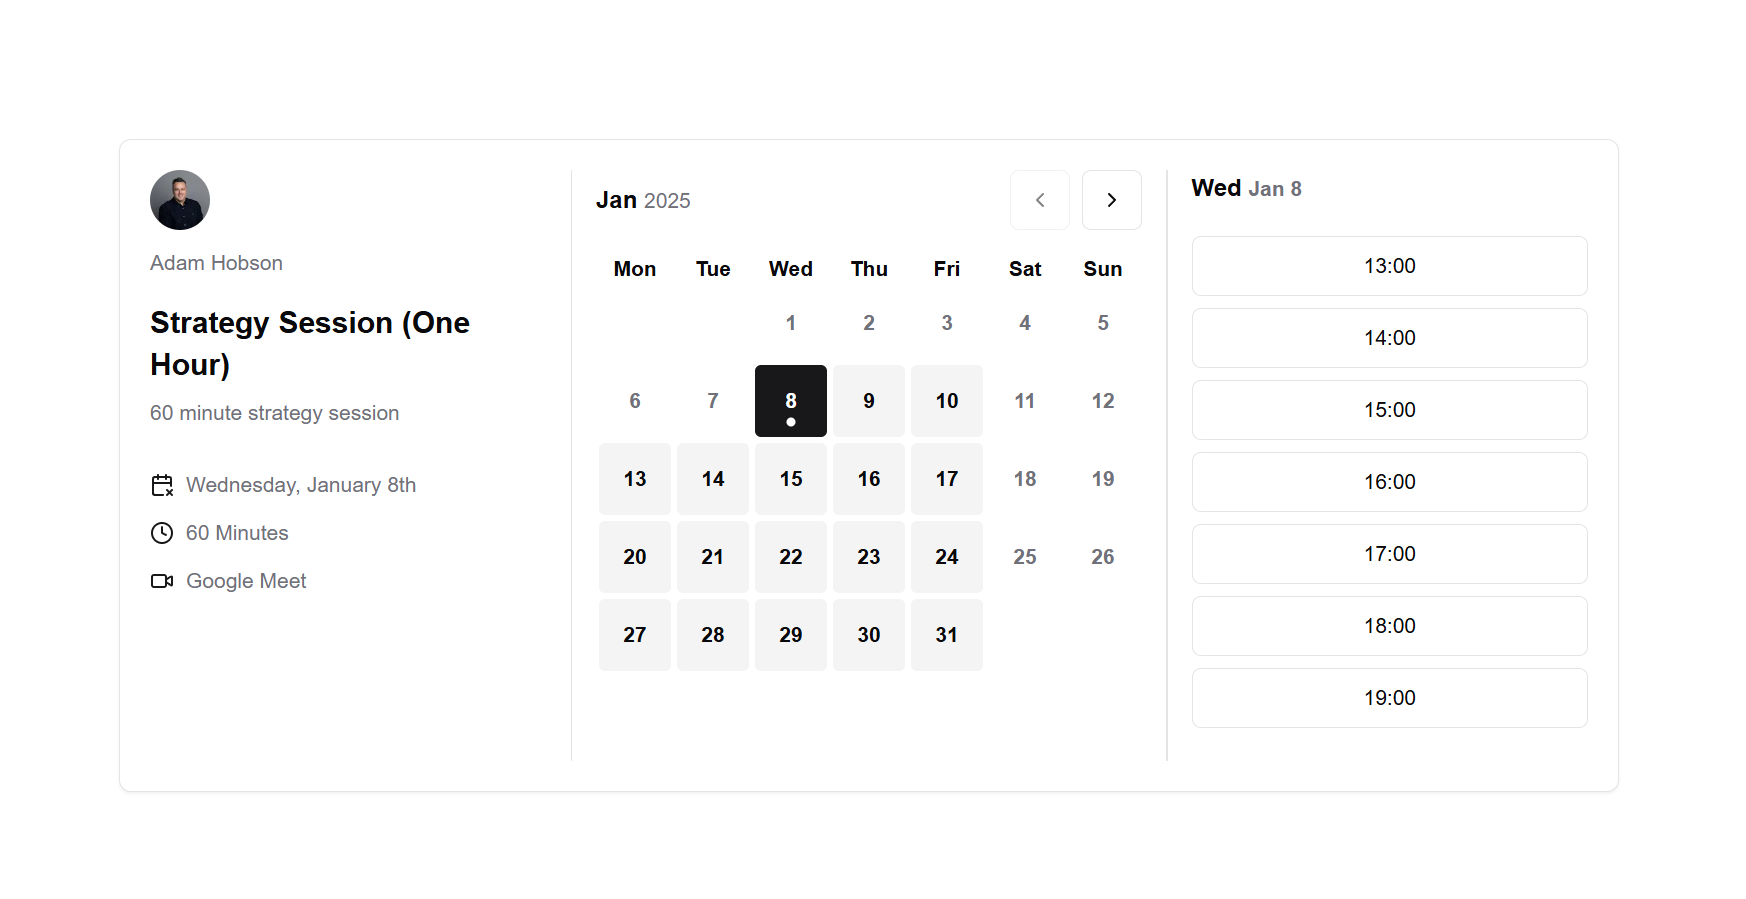 Adam Hobson
Strategy Session (One
Hour)
60 minute strategy session
Wednesday, January 8th
60 Minutes
Google Meet
Jan 2025
Mon Tue Wed Thu Fri Sat Sun
1 2 3 4 5
6 7 8 9 10 11 12
13 14 15 16 17 18 19
20 21 22 23 24 25 26
27 28 29 30 31
Wed Jan 8
13:00
14:00
15:00
16:00
17:00
18:00
19:00